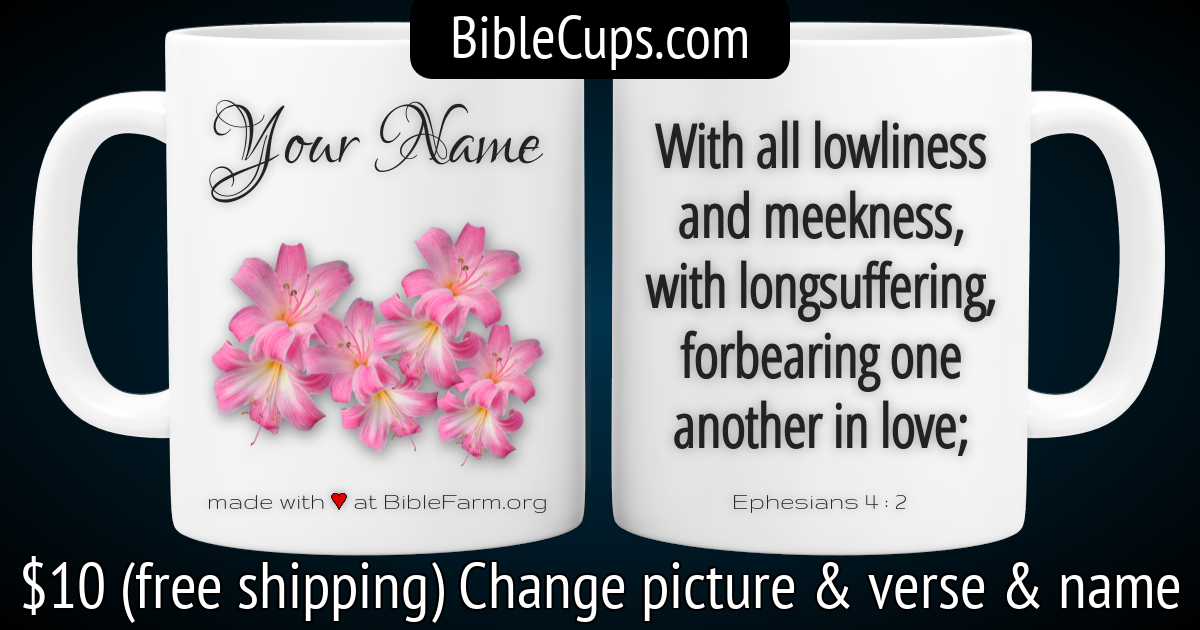 BibleCups.com
Your Name
made with ♥ at BibleFarm.org
With all lowliness
and meekness,
with longsuffering,
forbearing one
another in love;
Ephesians 4:2
$10 (free shipping) Change picture & verse & name